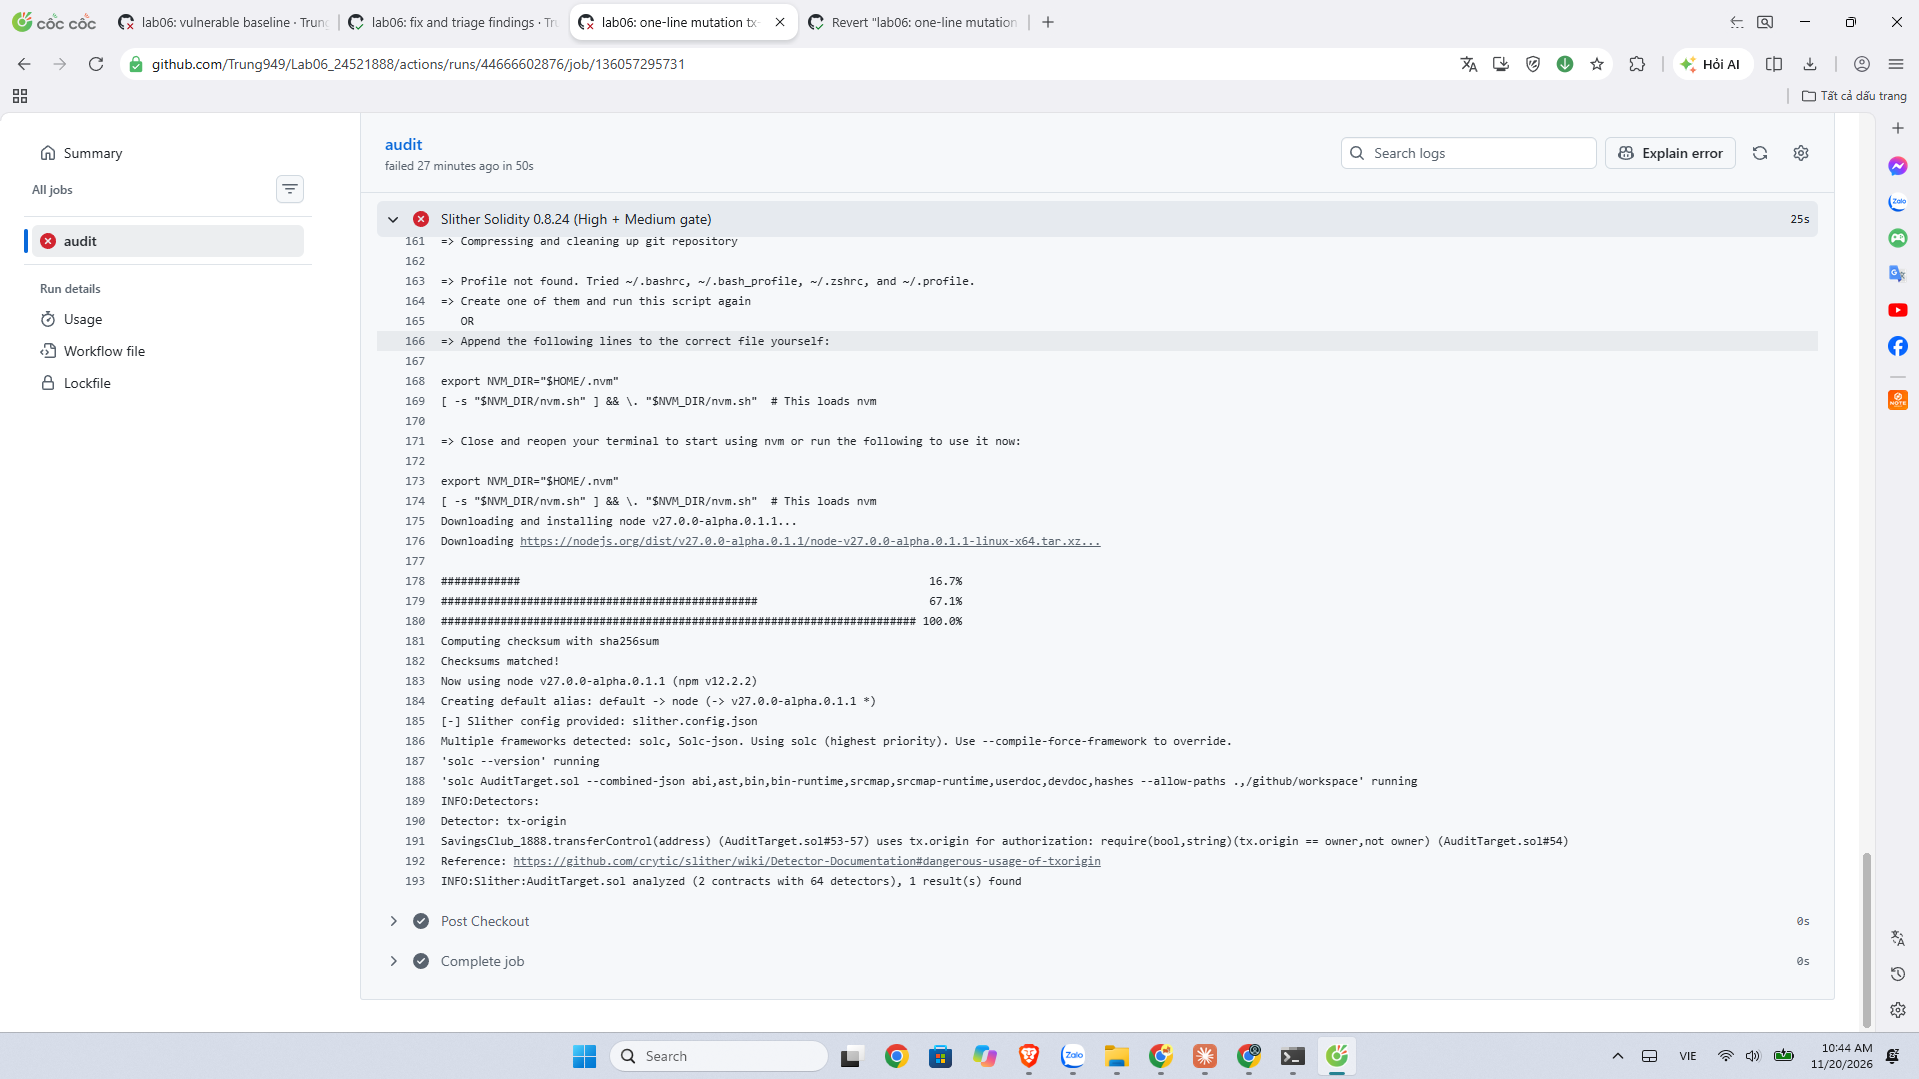 cốc cốc
lab06: vulnerable baseline · Trung
lab06: fix and triage findings · Tru
lab06: one-line mutation tx-
Revert "lab06: one-line mutation
github.com/Trung949/Lab06_24521888/actions/runs/44666602876/job/136057295731
Hỏi AI
Tất cả dấu trang
Summary
All jobs
audit
Run details
Usage
Workflow file
Lockfile
audit
failed 27 minutes ago in 50s
Search logs
Explain error
Slither Solidity 0.8.24 (High + Medium gate)
25s
161 => Compressing and cleaning up git repository
162
163 => Profile not found. Tried ~/.bashrc, ~/.bash_profile, ~/.zshrc, and ~/.profile.
164 => Create one of them and run this script again
165 OR
166 => Append the following lines to the correct file yourself:
167
168 export NVM_DIR="$HOME/.nvm"
169 [ -s "$NVM_DIR/nvm.sh" ] && \. "$NVM_DIR/nvm.sh"  # This loads nvm
170
171 => Close and reopen your terminal to start using nvm or run the following to use it now:
172
173 export NVM_DIR="$HOME/.nvm"
174 [ -s "$NVM_DIR/nvm.sh" ] && \. "$NVM_DIR/nvm.sh"  # This loads nvm
175 Downloading and installing node v27.0.0-alpha.0.1.1...
176 Downloading https://nodejs.org/dist/v27.0.0-alpha.0.1.1/node-v27.0.0-alpha.0.1.1-linux-x64.tar.xz...
177
178 ############ 16.7%
179 ################################################ 67.1%
180 ######################################################################## 100.0%
181 Computing checksum with sha256sum
182 Checksums matched!
183 Now using node v27.0.0-alpha.0.1.1 (npm v12.2.2)
184 Creating default alias: default -> node (-> v27.0.0-alpha.0.1.1 *)
185 [-] Slither config provided: slither.config.json
186 Multiple frameworks detected: solc, Solc-json. Using solc (highest priority). Use --compile-force-framework to override.
187 'solc --version' running
188 'solc AuditTarget.sol --combined-json abi,ast,bin,bin-runtime,srcmap,srcmap-runtime,userdoc,devdoc,hashes --allow-paths .,/github/workspace' running
189 INFO:Detectors:
190 Detector: tx-origin
191 SavingsClub_1888.transferControl(address) (AuditTarget.sol#53-57) uses tx.origin for authorization: require(bool,string)(tx.origin == owner,not owner) (AuditTarget.sol#54)
192 Reference: https://github.com/crytic/slither/wiki/Detector-Documentation#dangerous-usage-of-txorigin
193 INFO:Slither:AuditTarget.sol analyzed (2 contracts with 64 detectors), 1 result(s) found
Post Checkout
0s
Complete job
0s
Zalo
NOTE
Search
Zalo
VIE
10:44 AM
11/20/2026